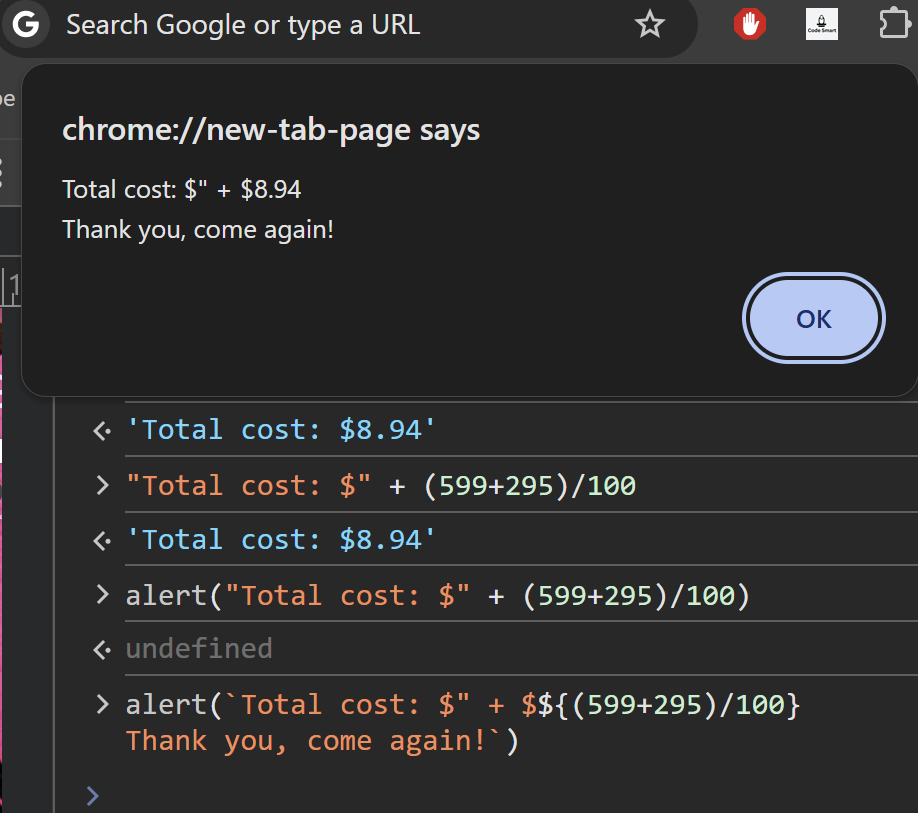 G Search Google or type a URL
Code Smart
chrome://new-tab-page says
Total cost: $" + $8.94
Thank you, come again!
OK
'Total cost: $8.94'
> "Total cost: $" + (599+295)/100
'Total cost: $8.94'
> alert("Total cost: $" + (599+295)/100)
undefined
> alert(`Total cost: $" + $${(599+295)/100}
Thank you, come again!`)
>